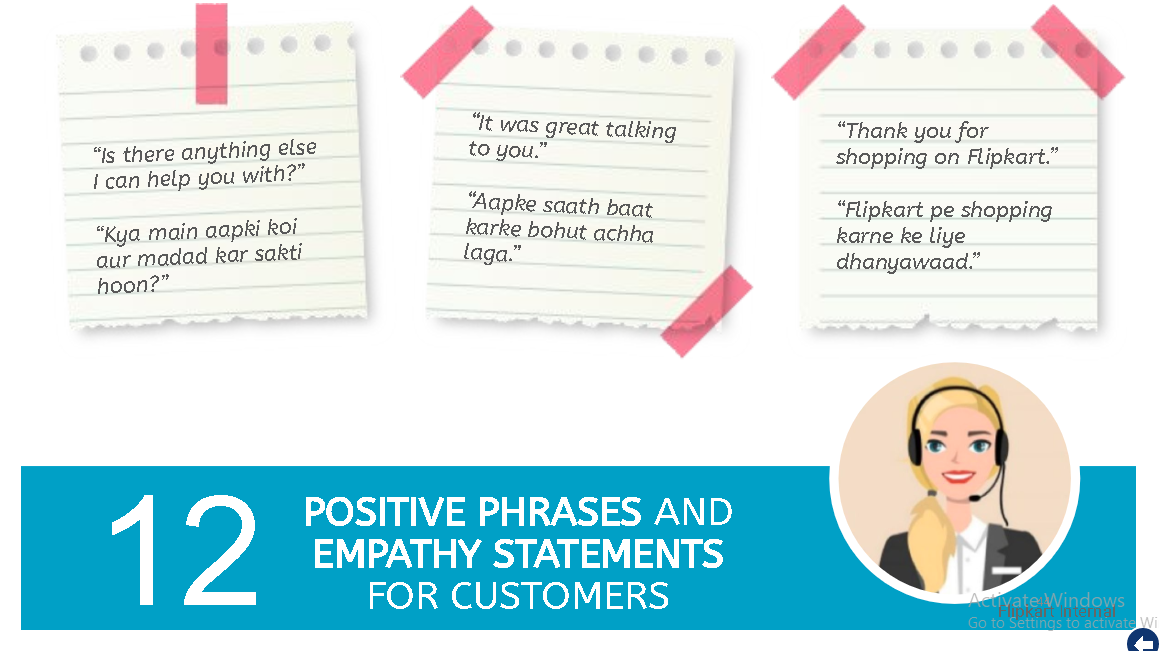 “Is there anything else
I can help you with?”
“Kya main aapki koi
aur madad kar sakti
hoon?”
“It was great talking
to you.”
“Aapke saath baat
karke bohut achha
laga.”
“Thank you for
shopping on Flipkart.”
“Flipkart pe shopping
karne ke liye
dhanyawaad.”
12
POSITIVE PHRASES AND
EMPATHY STATEMENTS
FOR CUSTOMERS
Activate Windows
Flipkart Internal
Go to Settings to activate Wi